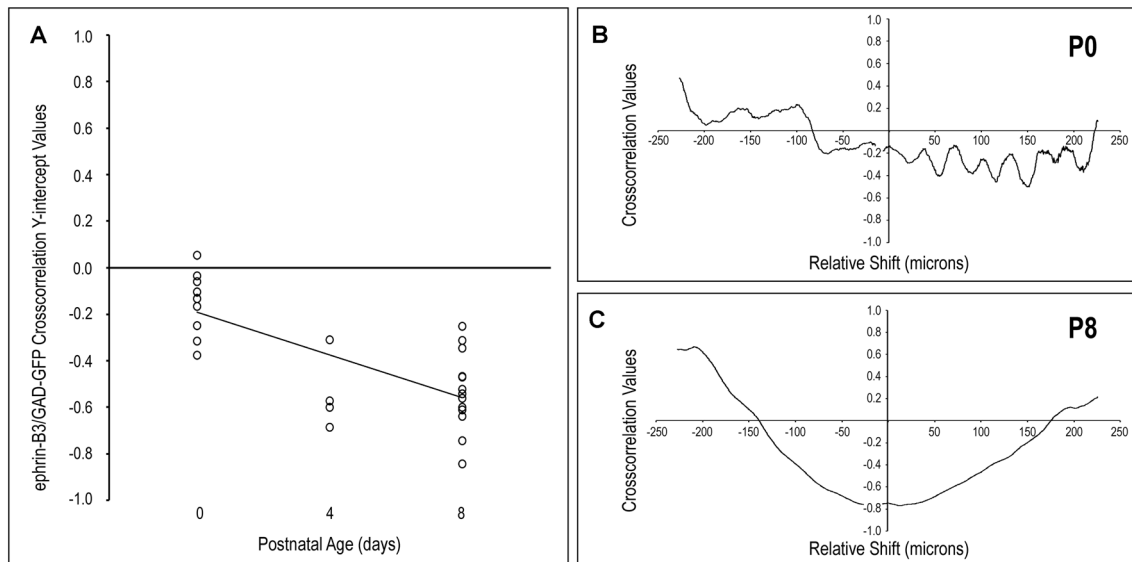 A
ephrin-B3/GAD-GFP Crosscorrelation Y-intercept Values
1.0
0.8
0.6
0.4
0.2
0.0
-0.2
-0.4
-0.6
-0.8
-1.0
0 4 8
Postnatal Age (days)
B
P0
Crosscorrelation Values
1.0
0.8
0.6
0.4
0.2
-0.2
-0.4
-0.6
-0.8
-1.0
-250 -200 -150 -100 -50 0 50 100 150 200 250
Relative Shift (microns)
C
P8
Crosscorrelation Values
1.0
0.8
0.6
0.4
0.2
-0.2
-0.4
-0.6
-0.8
-1.0
-250 -200 -150 -100 -50 0 50 100 150 200 250
Relative Shift (microns)